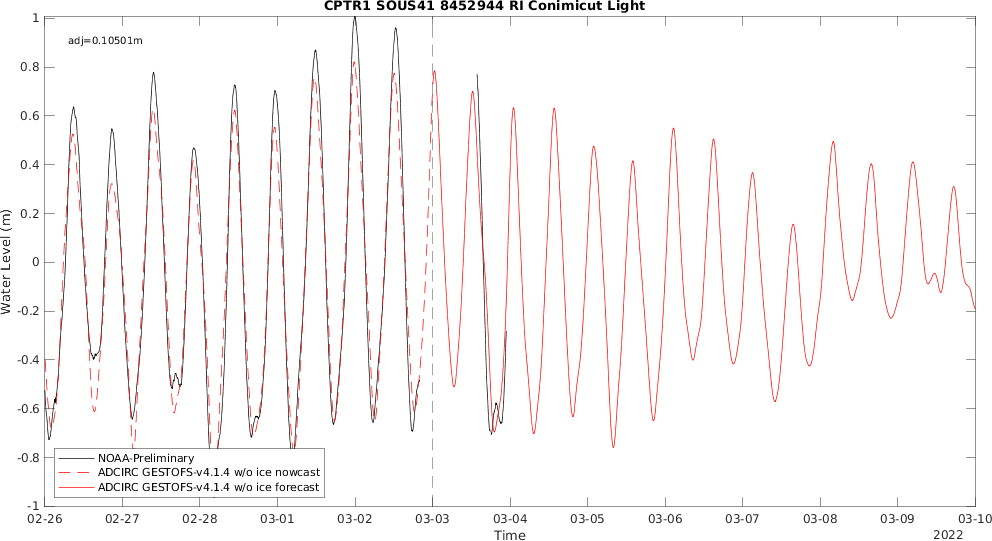 CPTR1 SOUS41 8452944 RI Conimicut Light
adj=0.10501m
1
0.8
0.6
0.4
0.2
0
-0.2
-0.4
-0.6
-0.8
-1
Water Level (m)
NOAA-Preliminary
ADCIRC GESTOFS-v4.1.4 w/o ice nowcast
ADCIRC GESTOFS-v4.1.4 w/o ice forecast
02-26 02-27 02-28 03-01 03-02 03-03 03-04 03-05 03-06 03-07 03-08 03-09 03-10
Time
2022